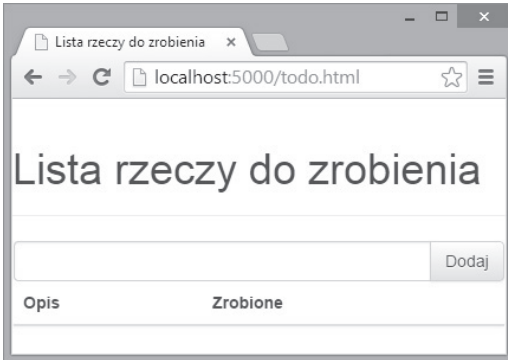 Lista rzeczy do zrobienia
localhost:5000/todo.html
Lista rzeczy do zrobienia
Dodaj
Opis Zrobione